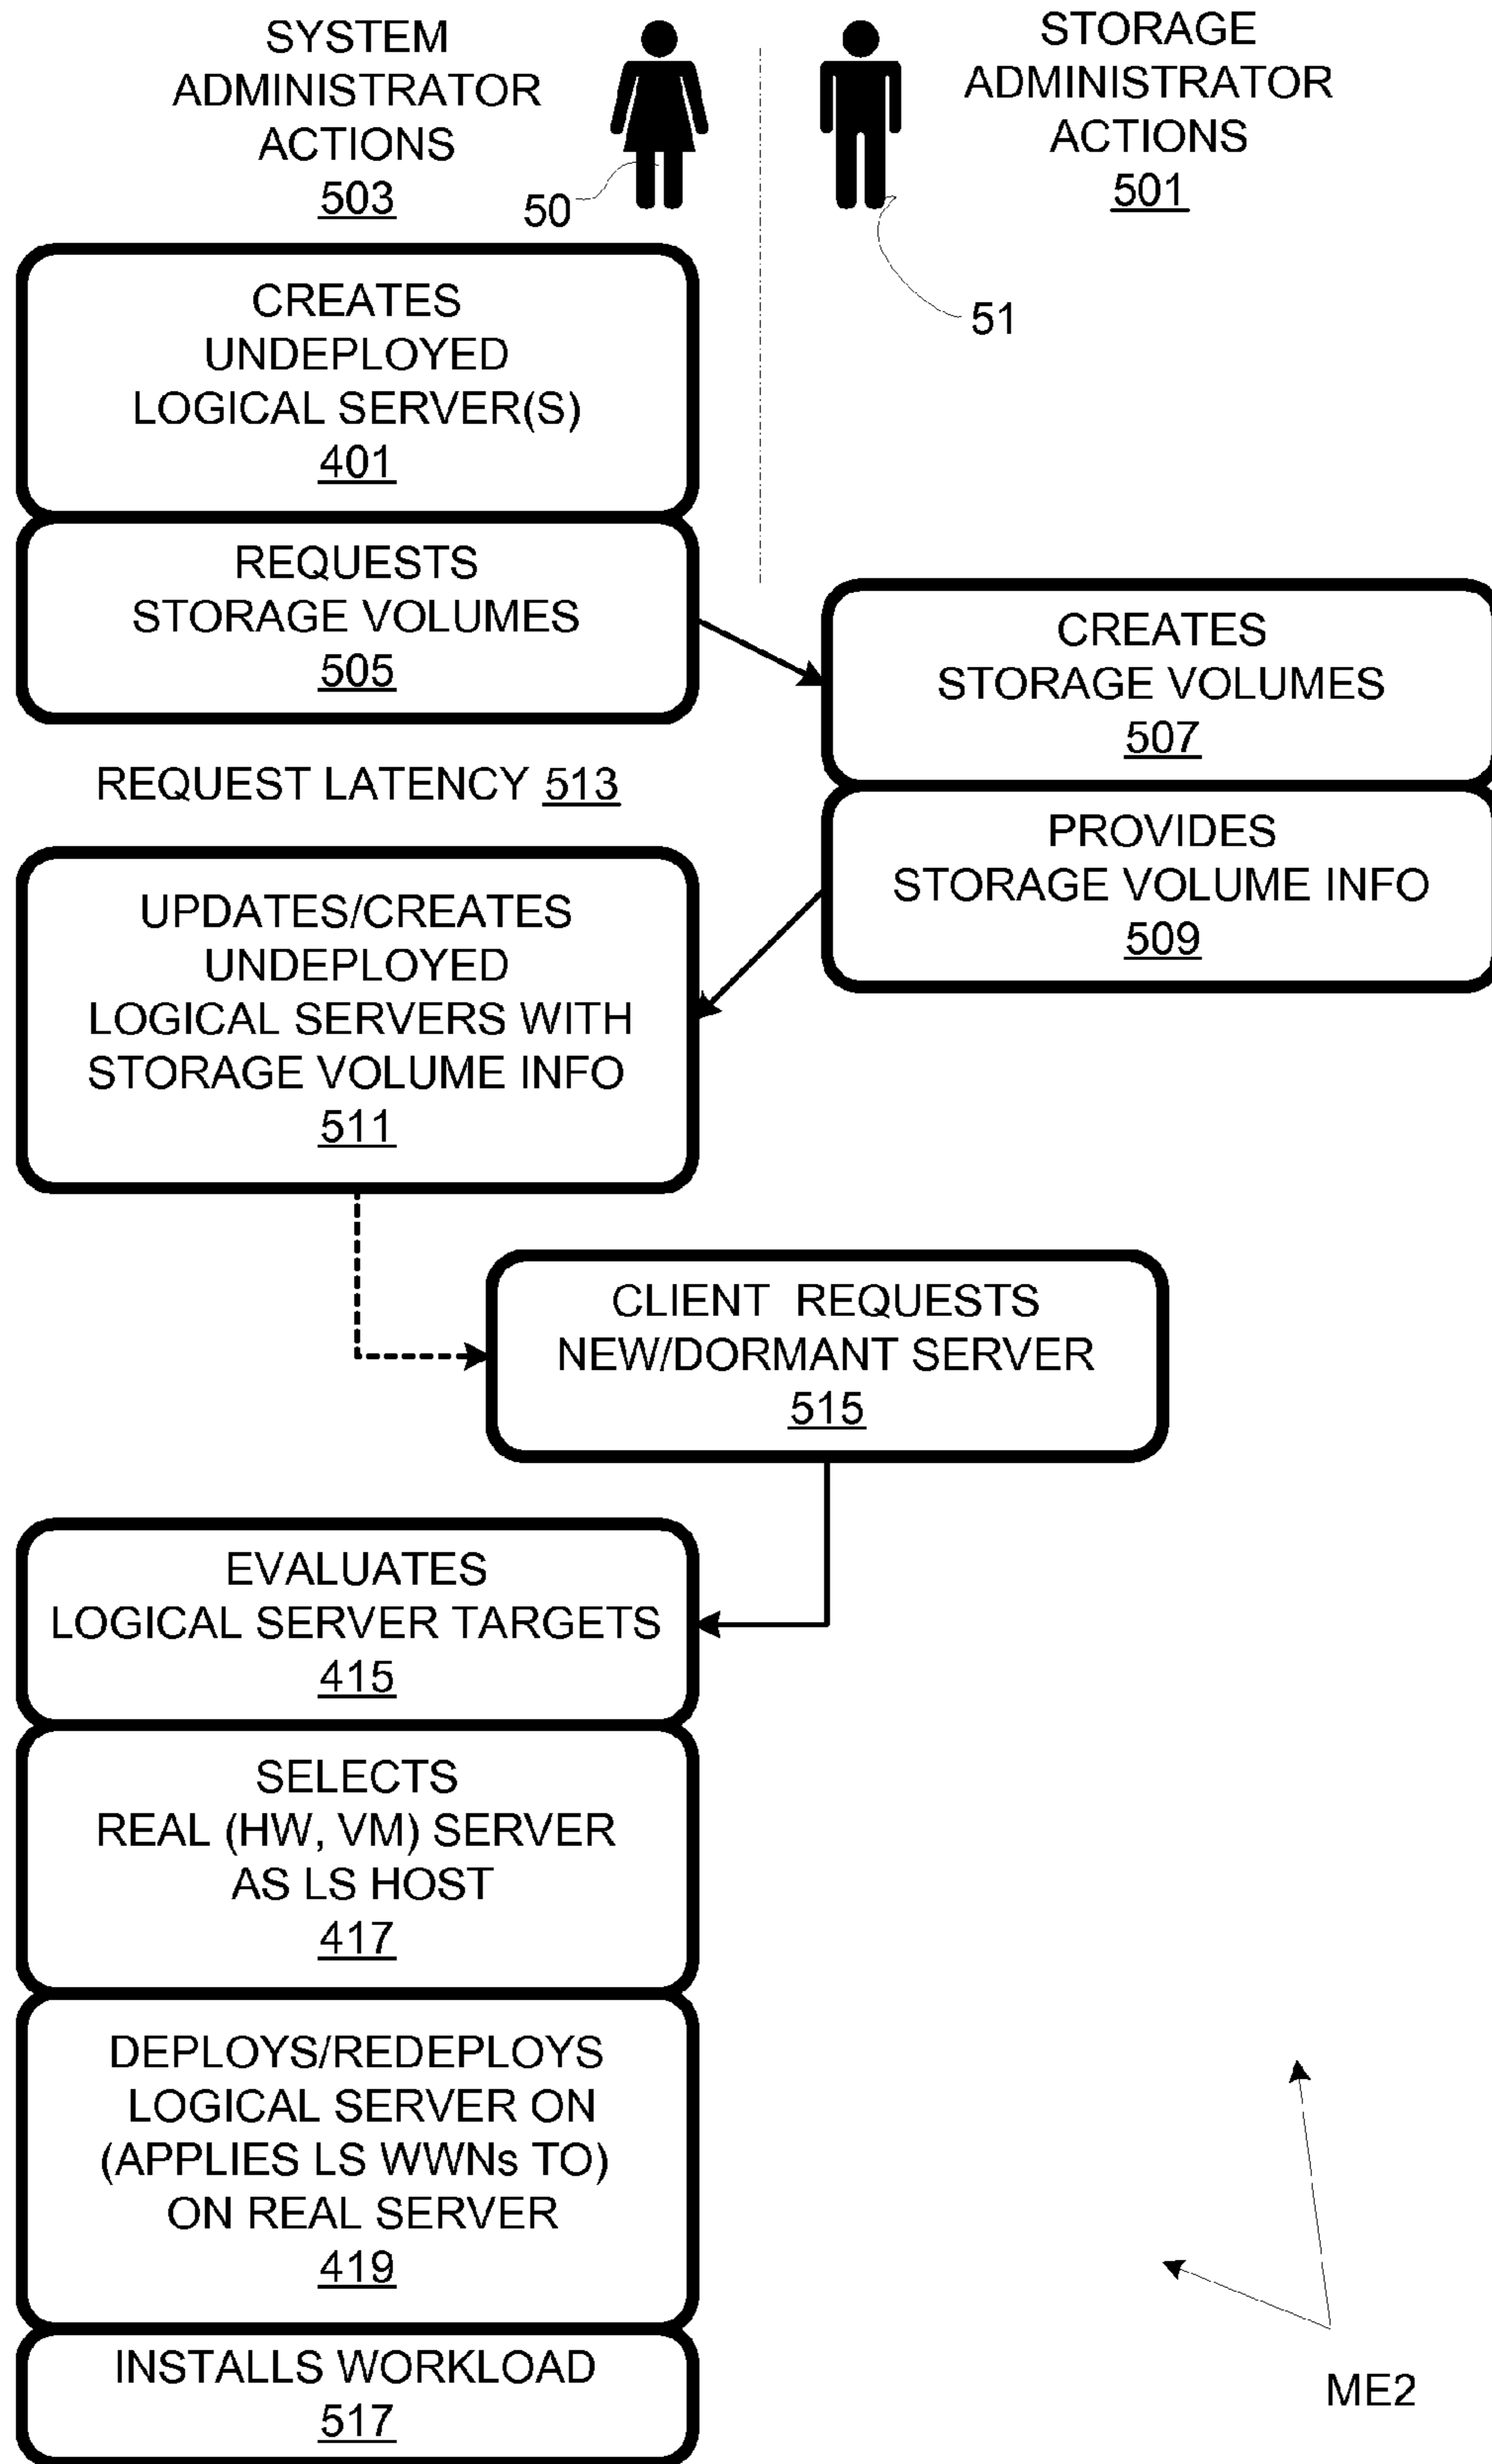 SYSTEM
ADMINISTRATOR
ACTIONS
503
50
STORAGE
ADMINISTRATOR
ACTIONS
501
51
CREATES
UNDEPLOYED
LOGICAL SERVER(S)
401
REQUESTS
STORAGE VOLUMES
505
CREATES
STORAGE VOLUMES
507
REQUEST LATENCY 513
PROVIDES
STORAGE VOLUME INFO
509
UPDATES/CREATES
UNDEPLOYED
LOGICAL SERVERS WITH
STORAGE VOLUME INFO
511
CLIENT REQUESTS
NEW/DORMANT SERVER
515
EVALUATES
LOGICAL SERVER TARGETS
415
SELECTS
REAL (HW, VM) SERVER
AS LS HOST
417
DEPLOYS/REDEPLOYS
LOGICAL SERVER ON
(APPLIES LS WWNs TO)
ON REAL SERVER
419
INSTALLS WORKLOAD
517
ME2